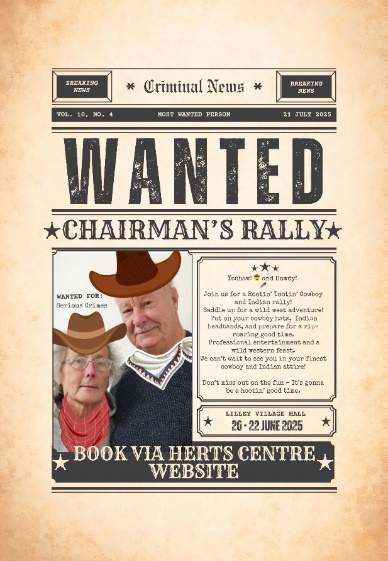 BREAKING
NEWS
Criminal News
BREAKING
NEWS
VOL. 10, NO. 4 MOST WANTED PERSON 21 JULY 2025
WANTED
CHAIRMAN'S RALLY
WANTED FOR:
Serious Crimes
Yeehaw! and Howdy!
Join us for a Rootin' Tootin' Cowboy
and Indian rally!
Saddle up for a wild west adventure!
Put on your cowboy hats, Indian
headbands, and prepare for a rip-
roaring good time.
Professional entertainment and a
wild western feast.
We can't wait to see you in your finest
cowboy and Indian attire!
Don't miss out on the fun - It's gonna
be a hootin' good time.
LILLEY VILLAGE HALL
20 - 22 JUNE 2025
BOOK VIA HERTS CENTRE
WEBSITE